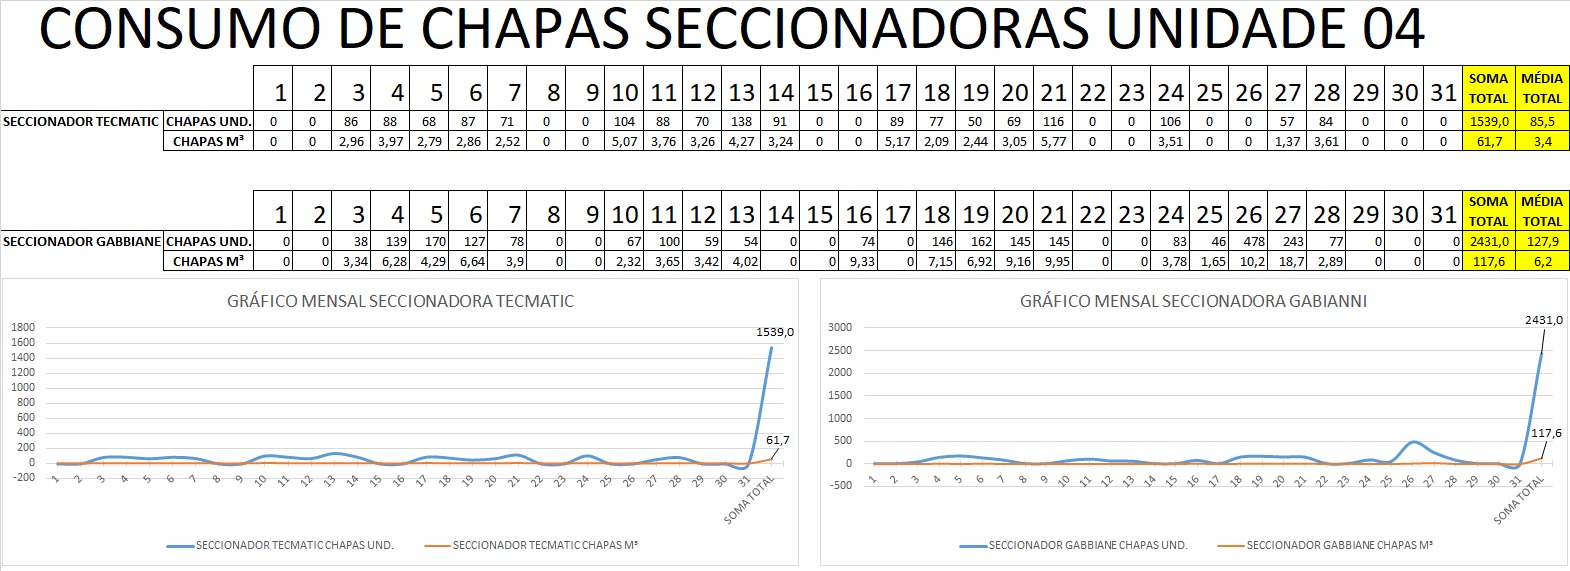 CONSUMO DE CHAPAS SECCIONADORAS UNIDADE 04
1 2 3 4 5 6 7 8 9 10 11 12 13 14 15 16 17 18 19 20 21 22 23 24 25 26 27 28 29 30 31 SOMA TOTAL MÉDIA TOTAL
SECCIONADOR TECMATIC CHAPAS UND. 0 0 86 88 68 87 71 0 0 104 88 70 138 91 0 0 89 77 50 69 116 0 0 106 0 0 57 84 0 0 0 1539,0 85,5
CHAPAS M³ 0 0 2,96 3,97 2,79 2,86 2,52 0 0 5,07 3,76 3,26 4,27 3,24 0 0 5,17 2,09 2,44 3,05 5,77 0 0 3,51 0 0 1,37 3,61 0 0 0 61,7 3,4
1 2 3 4 5 6 7 8 9 10 11 12 13 14 15 16 17 18 19 20 21 22 23 24 25 26 27 28 29 30 31 SOMA TOTAL MÉDIA TOTAL
SECCIONADOR GABBIANE CHAPAS UND. 0 0 38 139 170 127 78 0 0 67 100 59 54 0 0 74 0 146 162 145 145 0 0 83 46 478 243 77 0 0 0 2431,0 127,9
CHAPAS M³ 0 0 3,34 6,28 4,29 6,64 3,9 0 0 2,32 3,65 3,42 4,02 0 0 9,33 0 7,15 6,92 9,16 9,95 0 0 3,78 1,65 10,2 18,7 2,89 0 0 0 117,6 6,2
GRÁFICO MENSAL SECCIONADORA TECMATIC
1800
1600
1400
1200
1000
800
600
400
200
0
-200
1539,0
61,7
1 2 3 4 5 6 7 8 9 10 11 12 13 14 15 16 17 18 19 20 21 22 23 24 25 26 27 28 29 30 31 SOMA TOTAL
SECCIONADOR TECMATIC CHAPAS UND. SECCIONADOR TECMATIC CHAPAS M³
GRÁFICO MENSAL SECCIONADORA GABIANNI
3000
2500
2000
1500
1000
500
0
-500
2431,0
117,6
1 2 3 4 5 6 7 8 9 10 11 12 13 14 15 16 17 18 19 20 21 22 23 24 25 26 27 28 29 30 31 SOMA TOTAL
SECCIONADOR GABBIANE CHAPAS UND. SECCIONADOR GABBIANE CHAPAS M³